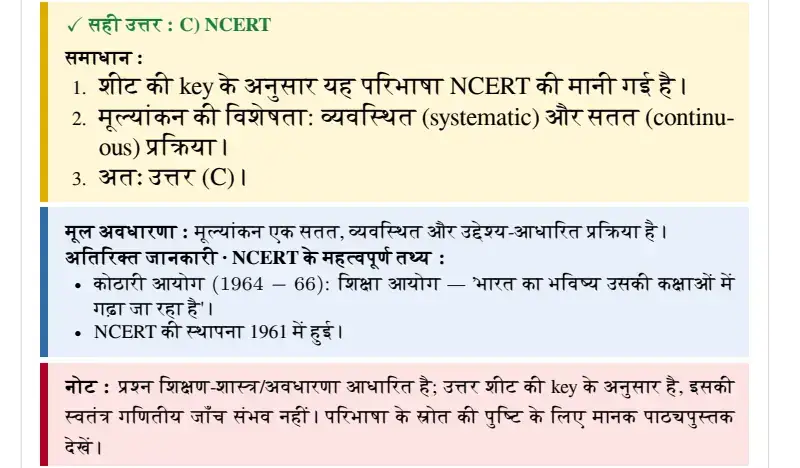 ✓ सही उत्तर : C) NCERT
समाधान :
1. शीट की key के अनुसार यह परिभाषा NCERT की मानी गई है।
2. मूल्यांकन की विशेषता: व्यवस्थित (systematic) और सतत (continu-
ous) प्रक्रिया।
3. अतः उत्तर (C)।
मूल अवधारणा : मूल्यांकन एक सतत, व्यवस्थित और उद्देश्य-आधारित प्रक्रिया है।
अतिरिक्त जानकारी · NCERT के महत्वपूर्ण तथ्य :
• कोठारी आयोग (1964 − 66): शिक्षा आयोग — 'भारत का भविष्य उसकी कक्षाओं में
गढ़ा जा रहा है'।
• NCERT की स्थापना 1961 में हुई।
नोट : प्रश्न शिक्षण-शास्त्र/अवधारणा आधारित है; उत्तर शीट की key के अनुसार है, इसकी
स्वतंत्र गणितीय जाँच संभव नहीं। परिभाषा के स्रोत की पुष्टि के लिए मानक पाठ्यपुस्तक
देखें।